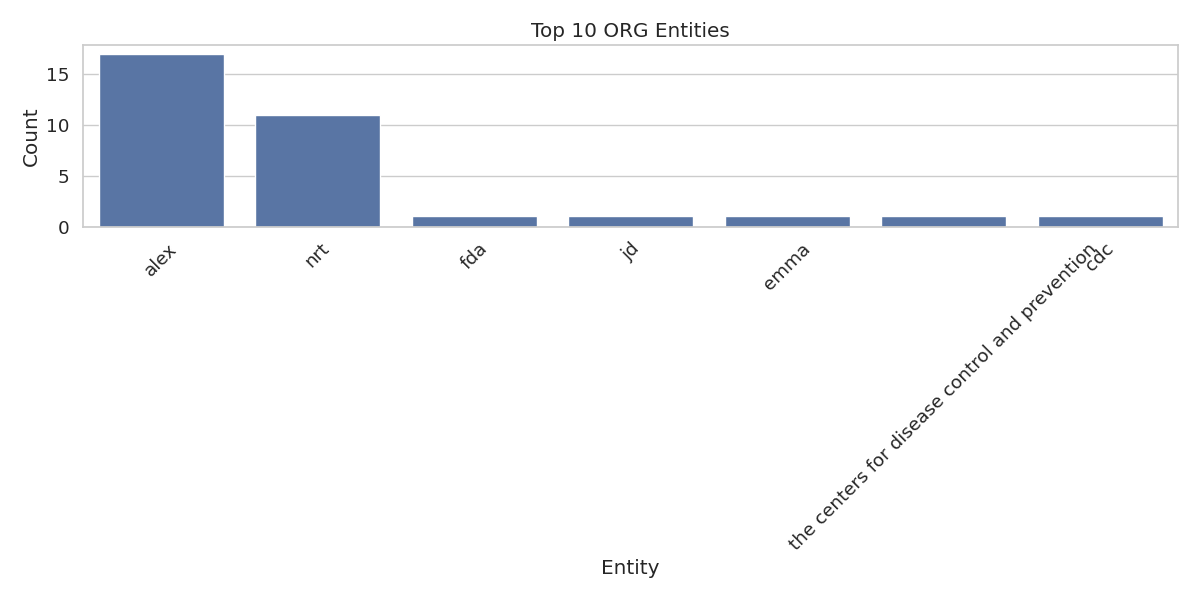 Top 10 ORG Entities
Count
15
10
5
0
alex
nrt
fda
jd
emma
the centers for disease control and prevention
cdc
Entity